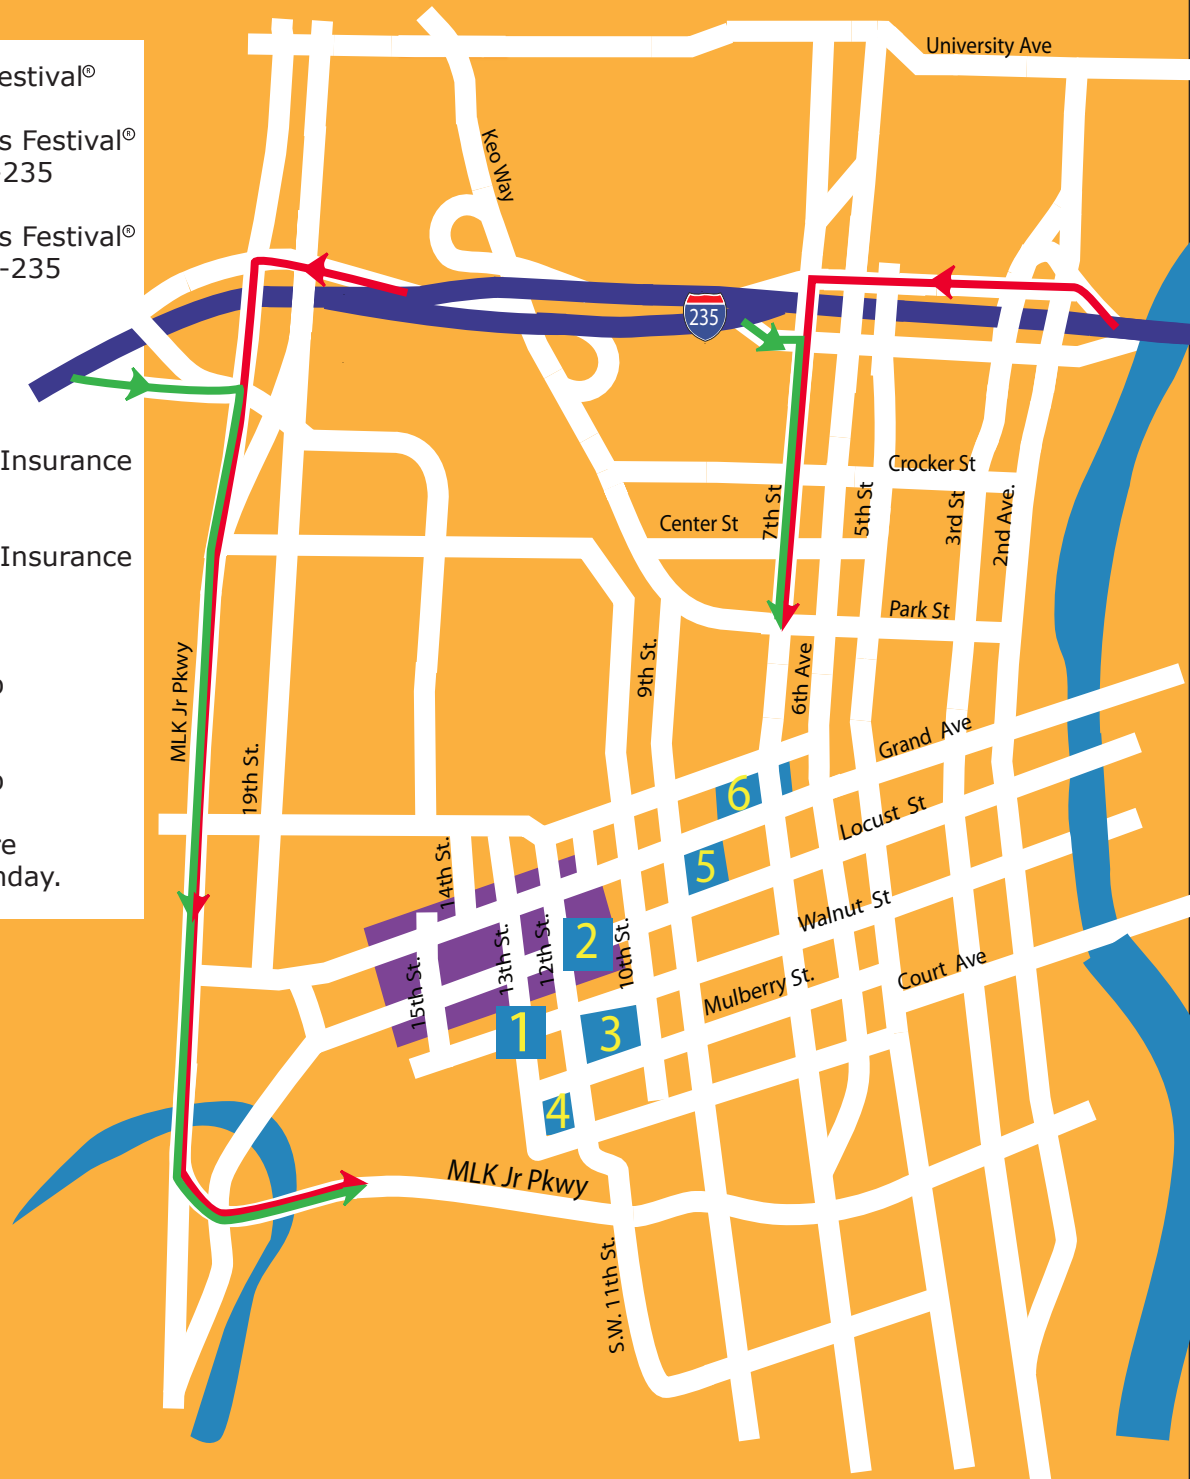 estival®
s Festival®
-235
s Festival®
-235
Insurance
Insurance
o
o
re
nday.
University Ave
Keo Way
235
Crocker St
Center St
7th St
5th St
3rd St
2nd Ave.
Park St
MLK Jr Pkwy
9th St.
6th Ave
19th St.
Grand Ave
6
Locust St
5
14th St.
Walnut St
2
13th St.
12th St.
10th St.
15th St.
Court Ave
Mulberry St.
1
3
4
MLK Jr Pkwy
S.W. 11th St.